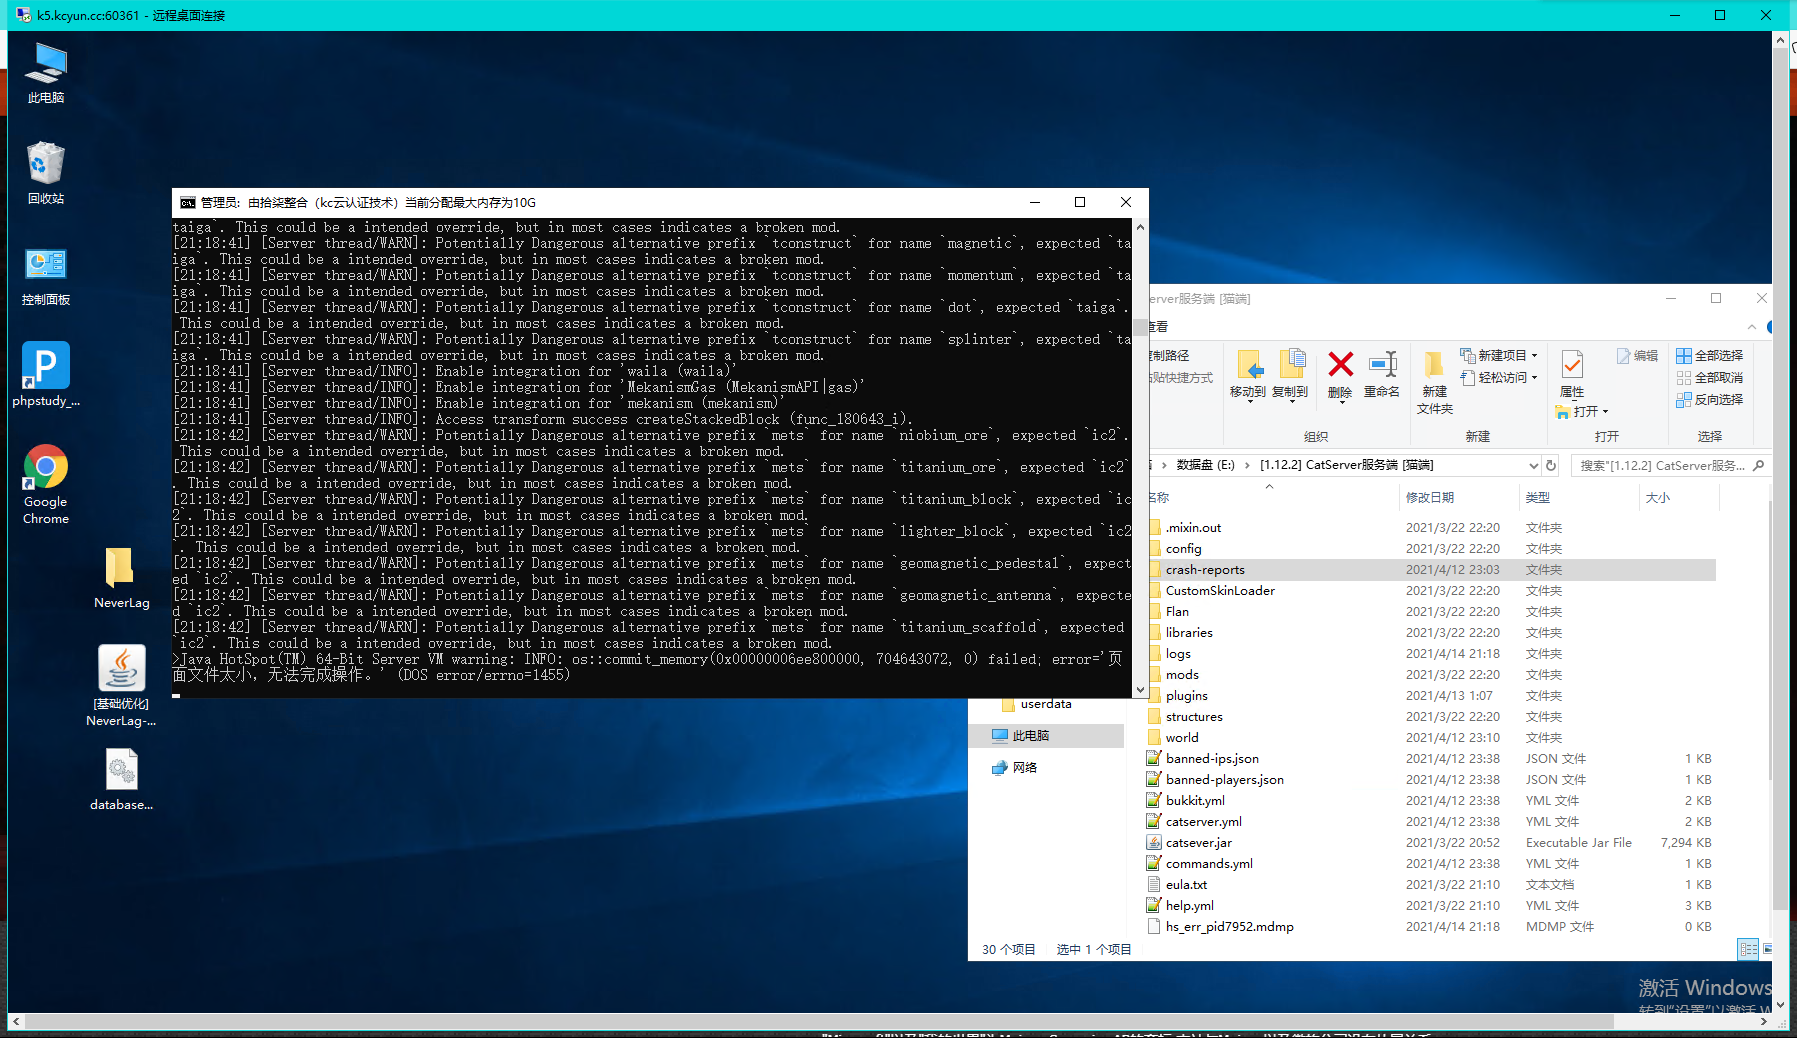 k5.kcyun.cc:60361 - 远程桌面连接
此电脑
回收站
控制面板
phpstudy_...
Google
Chrome
NeverLag
[基础优化]
NeverLag-...
database...
管理员: 由拾柒整合（kc云认证技术）当前分配最大内存为10G
taiga`. This could be a intended override, but in most cases indicates a broken mod.
[21:18:41] [Server thread/WARN]: Potentially Dangerous alternative prefix `tconstruct` for name `magnetic`, expected `ta
iga`. This could be a intended override, but in most cases indicates a broken mod.
[21:18:41] [Server thread/WARN]: Potentially Dangerous alternative prefix `tconstruct` for name `momentum`, expected `ta
iga`. This could be a intended override, but in most cases indicates a broken mod.
[21:18:41] [Server thread/WARN]: Potentially Dangerous alternative prefix `tconstruct` for name `dot`, expected `taiga`.
This could be a intended override, but in most cases indicates a broken mod.
[21:18:41] [Server thread/WARN]: Potentially Dangerous alternative prefix `tconstruct` for name `splinter`, expected `ta
iga`. This could be a intended override, but in most cases indicates a broken mod.
[21:18:41] [Server thread/INFO]: Enable integration for 'waila (waila)'
[21:18:41] [Server thread/INFO]: Enable integration for 'MekanismGas (MekanismAPI|gas)'
[21:18:41] [Server thread/INFO]: Enable integration for 'mekanism (mekanism)'
[21:18:41] [Server thread/INFO]: Access transform success createStackedBlock (func_180643_i).
[21:18:42] [Server thread/WARN]: Potentially Dangerous alternative prefix `mets` for name `niobium_ore`, expected `ic2`.
This could be a intended override, but in most cases indicates a broken mod.
[21:18:42] [Server thread/WARN]: Potentially Dangerous alternative prefix `mets` for name `titanium_ore`, expected `ic2`
. This could be a intended override, but in most cases indicates a broken mod.
[21:18:42] [Server thread/WARN]: Potentially Dangerous alternative prefix `mets` for name `titanium_block`, expected `ic
2`. This could be a intended override, but in most cases indicates a broken mod.
[21:18:42] [Server thread/WARN]: Potentially Dangerous alternative prefix `mets` for name `lighter_block`, expected `ic2
`. This could be a intended override, but in most cases indicates a broken mod.
[21:18:42] [Server thread/WARN]: Potentially Dangerous alternative prefix `mets` for name `geomagnetic_pedestal`, expect
ed `ic2`. This could be a intended override, but in most cases indicates a broken mod.
[21:18:42] [Server thread/WARN]: Potentially Dangerous alternative prefix `mets` for name `geomagnetic_antenna`, expecte
d `ic2`. This could be a intended override, but in most cases indicates a broken mod.
[21:18:42] [Server thread/WARN]: Potentially Dangerous alternative prefix `mets` for name `titanium_scaffold`, expected
`ic2`. This could be a intended override, but in most cases indicates a broken mod.
>Java HotSpot(TM) 64-Bit Server VM warning: INFO: os::commit_memory(0x00000006ee800000, 704643072, 0) failed; error='页
面文件太小，无法完成操作。' (DOS error/errno=1455)
erver服务端 [猫端]
查看
制路径
粘贴快捷方式
移动到 复制到 删除 重命名
组织
新建
文件夹
新建项目
轻松访问
新建
属性
编辑
打开
打开
全部选择
全部取消
反向选择
选择
数据盘 (E:) › [1.12.2] CatServer服务端 [猫端]
搜索"[1.12.2] CatServer服务...
名称 修改日期 类型 大小
.mixin.out 2021/3/22 22:20 文件夹
config 2021/3/22 22:20 文件夹
crash-reports 2021/4/12 23:03 文件夹
CustomSkinLoader 2021/3/22 22:20 文件夹
Flan 2021/3/22 22:20 文件夹
libraries 2021/3/22 22:20 文件夹
logs 2021/4/14 21:18 文件夹
mods 2021/3/22 22:20 文件夹
plugins 2021/4/13 1:07 文件夹
structures 2021/3/22 22:20 文件夹
world 2021/4/12 23:10 文件夹
banned-ips.json 2021/4/12 23:38 JSON 文件 1 KB
banned-players.json 2021/4/12 23:38 JSON 文件 1 KB
bukkit.yml 2021/4/12 23:38 YML 文件 2 KB
catserver.yml 2021/4/12 23:38 YML 文件 2 KB
catsever.jar 2021/3/22 20:52 Executable Jar File 7,294 KB
commands.yml 2021/4/12 23:38 YML 文件 1 KB
eula.txt 2021/3/22 21:10 文本文档 1 KB
help.yml 2021/3/22 21:10 YML 文件 3 KB
hs_err_pid7952.mdmp 2021/4/14 21:18 MDMP 文件 0 KB
userdata
此电脑
网络
30 个项目 选中 1 个项目
激活 Windows
转到"设置"以激活 W